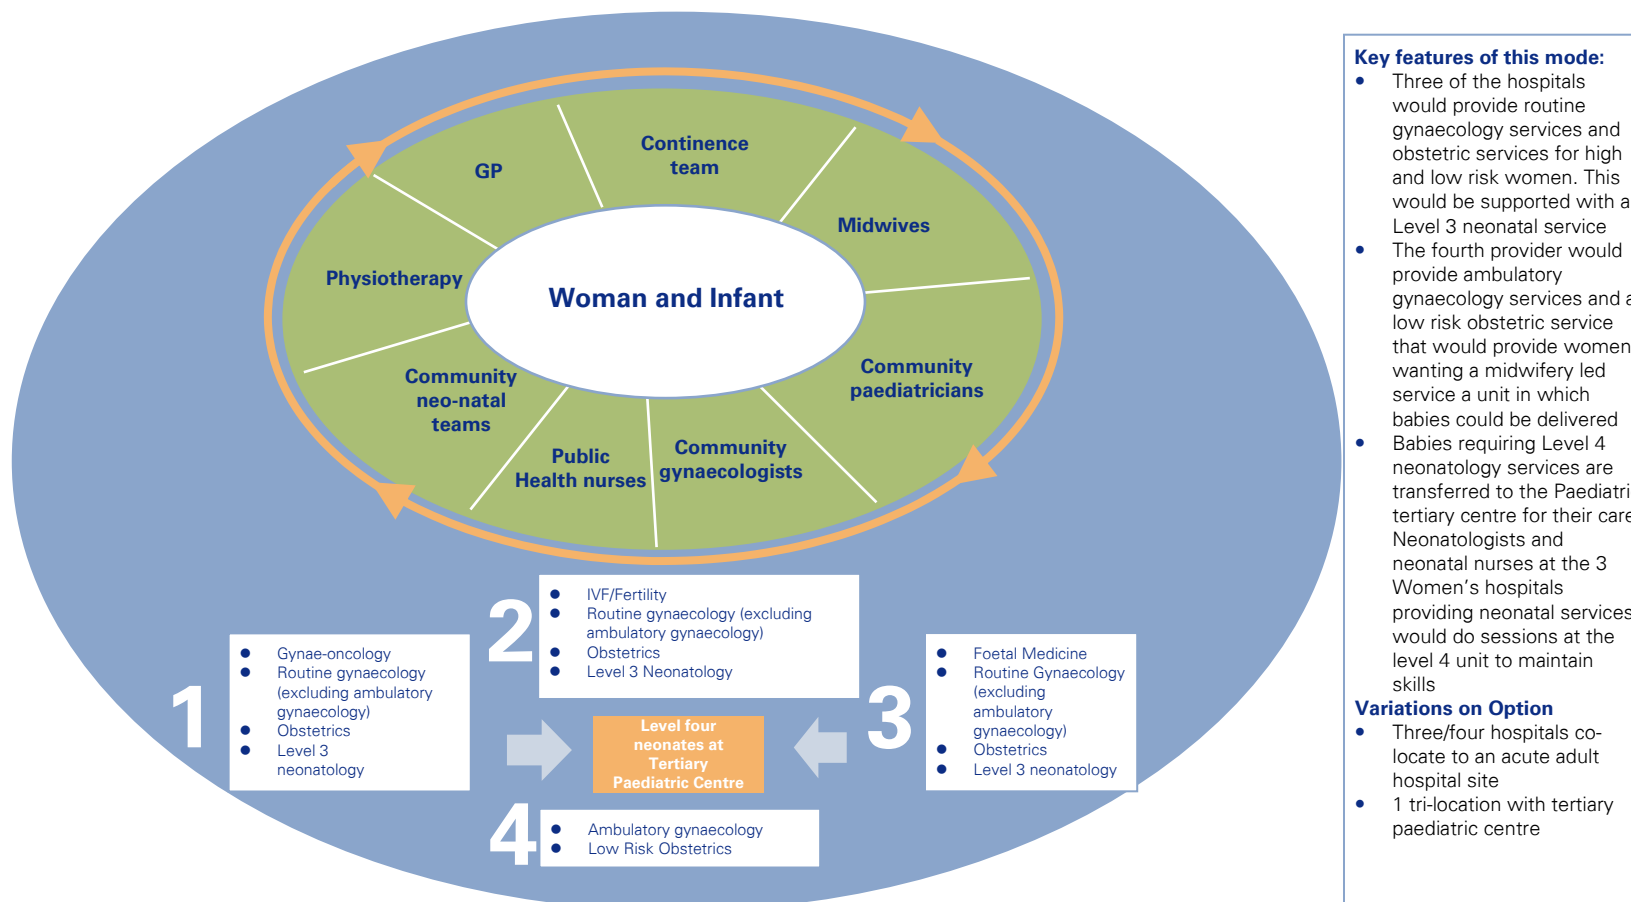 GP
Continence
team
Midwives
Physiotherapy
Woman and Infant
Community
paediatricians
Community
neo-natal
teams
Public
Health nurses
Community
gynaecologists
1
● Gynae-oncology
● Routine gynaecology
(excluding ambulatory
gynaecology)
● Obstetrics
● Level 3
neonatology
2
● IVF/Fertility
● Routine gynaecology (excluding
ambulatory gynaecology)
● Obstetrics
● Level 3 Neonatology
3
● Foetal Medicine
● Routine Gynaecology
(excluding
ambulatory
gynaecology)
● Obstetrics
● Level 3 neonatology
Level four
neonates at
Tertiary
Paediatric Centre
4
● Ambulatory gynaecology
● Low Risk Obstetrics
Key features of this mode:
● Three of the hospitals
would provide routine
gynaecology services and
obstetric services for high
and low risk women. This
would be supported with a
Level 3 neonatal service
● The fourth provider would
provide ambulatory
gynaecology services and a
low risk obstetric service
that would provide women
wanting a midwifery led
service a unit in which
babies could be delivered
● Babies requiring Level 4
neonatology services are
transferred to the Paediatri
tertiary centre for their care
Neonatologists and
neonatal nurses at the 3
Women's hospitals
providing neonatal services
would do sessions at the
level 4 unit to maintain
skills
Variations on Option
● Three/four hospitals co-
locate to an acute adult
hospital site
● 1 tri-location with tertiary
paediatric centre